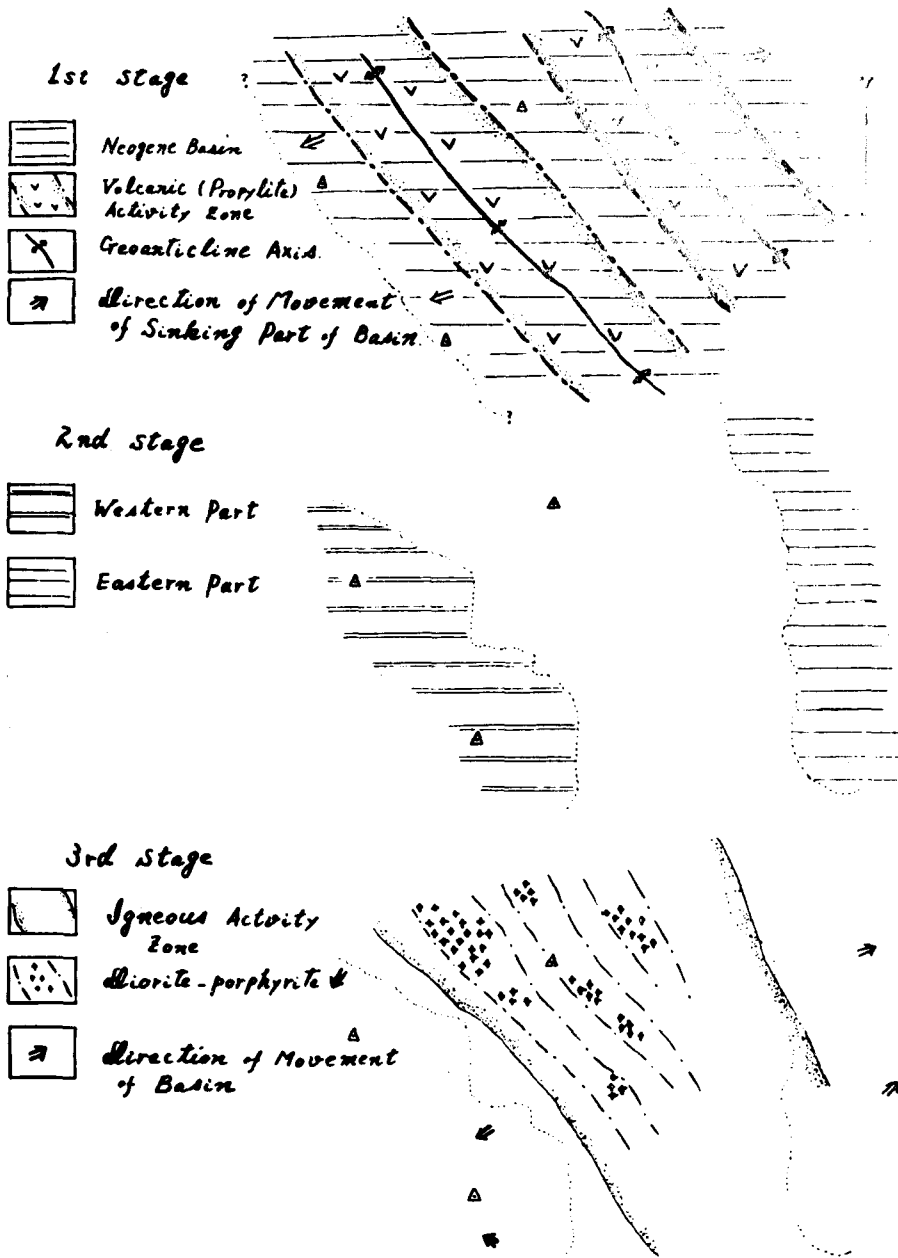 1st stage
?
?
Neogene Basin
Volcanic (Propylite)
Activity Zone
Geoanticline Axis.
Direction of Movement
of Sinking Part of Basin.
?
2nd stage
Western Part
Eastern Part
3rd stage
Igneous Activity
Zone
Diorite-porphyrite
Direction of Movement
of Basin